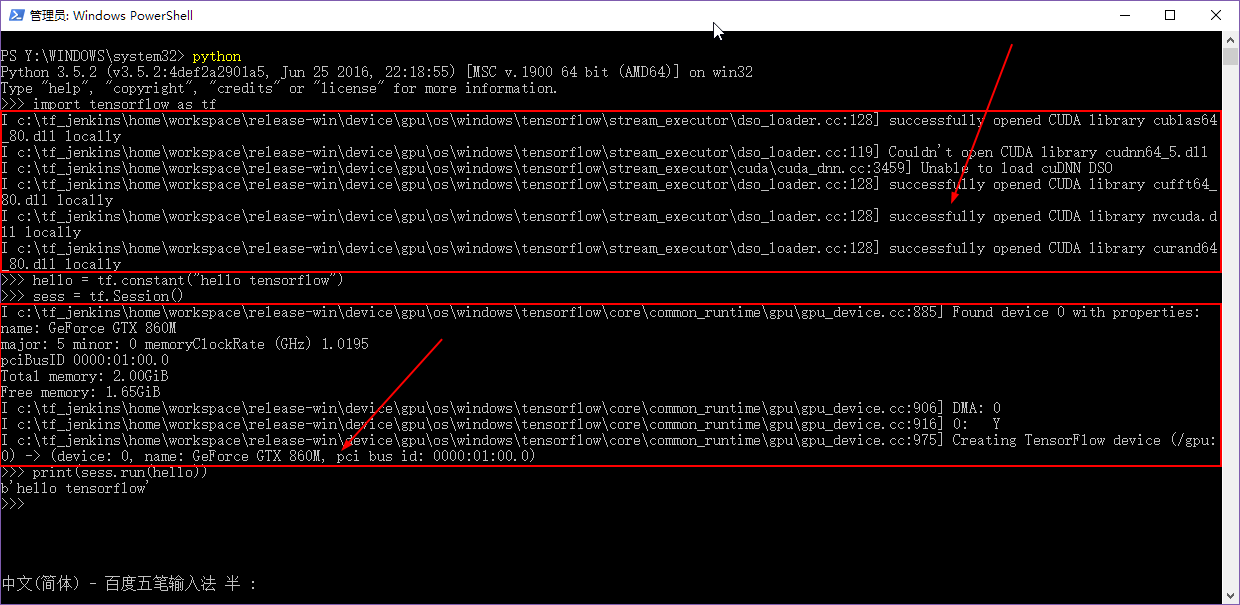 管理员: Windows PowerShell
PS Y:\WINDOWS\system32> python
Python 3.5.2 (v3.5.2:4def2a2901a5, Jun 25 2016, 22:18:55) [MSC v.1900 64 bit (AMD64)] on win32
Type "help", "copyright", "credits" or "license" for more information.
>>> import tensorflow as tf
I c:\tf_jenkins\home\workspace\release-win\device\gpu\os\windows\tensorflow\stream_executor\dso_loader.cc:128] successfully opened CUDA library cublas64
_80.dll locally
I c:\tf_jenkins\home\workspace\release-win\device\gpu\os\windows\tensorflow\stream_executor\dso_loader.cc:119] Couldn't open CUDA library cudnn64_5.dll
I c:\tf_jenkins\home\workspace\release-win\device\gpu\os\windows\tensorflow\stream_executor\cuda\cuda_dnn.cc:3459] Unable to load cuDNN DSO
I c:\tf_jenkins\home\workspace\release-win\device\gpu\os\windows\tensorflow\stream_executor\dso_loader.cc:128] successfully opened CUDA library cufft64_
80.dll locally
I c:\tf_jenkins\home\workspace\release-win\device\gpu\os\windows\tensorflow\stream_executor\dso_loader.cc:128] successfully opened CUDA library nvcuda.d
ll locally
I c:\tf_jenkins\home\workspace\release-win\device\gpu\os\windows\tensorflow\stream_executor\dso_loader.cc:128] successfully opened CUDA library curand64
_80.dll locally
>>> hello = tf.constant("hello tensorflow")
>>> sess = tf.Session()
I c:\tf_jenkins\home\workspace\release-win\device\gpu\os\windows\tensorflow\core\common_runtime\gpu\gpu_device.cc:885] Found device 0 with properties:
name: GeForce GTX 860M
major: 5 minor: 0 memoryClockRate (GHz) 1.0195
pciBusID 0000:01:00.0
Total memory: 2.00GiB
Free memory: 1.65GiB
I c:\tf_jenkins\home\workspace\release-win\device\gpu\os\windows\tensorflow\core\common_runtime\gpu\gpu_device.cc:906] DMA: 0
I c:\tf_jenkins\home\workspace\release-win\device\gpu\os\windows\tensorflow\core\common_runtime\gpu\gpu_device.cc:916] 0:   Y
I c:\tf_jenkins\home\workspace\release-win\device\gpu\os\windows\tensorflow\core\common_runtime\gpu\gpu_device.cc:975] Creating TensorFlow device (/gpu:
0) -> (device: 0, name: GeForce GTX 860M, pci bus id: 0000:01:00.0)
>>> print(sess.run(hello))
b'hello tensorflow'
>>>
中文(简体) - 百度五笔输入法 半 :